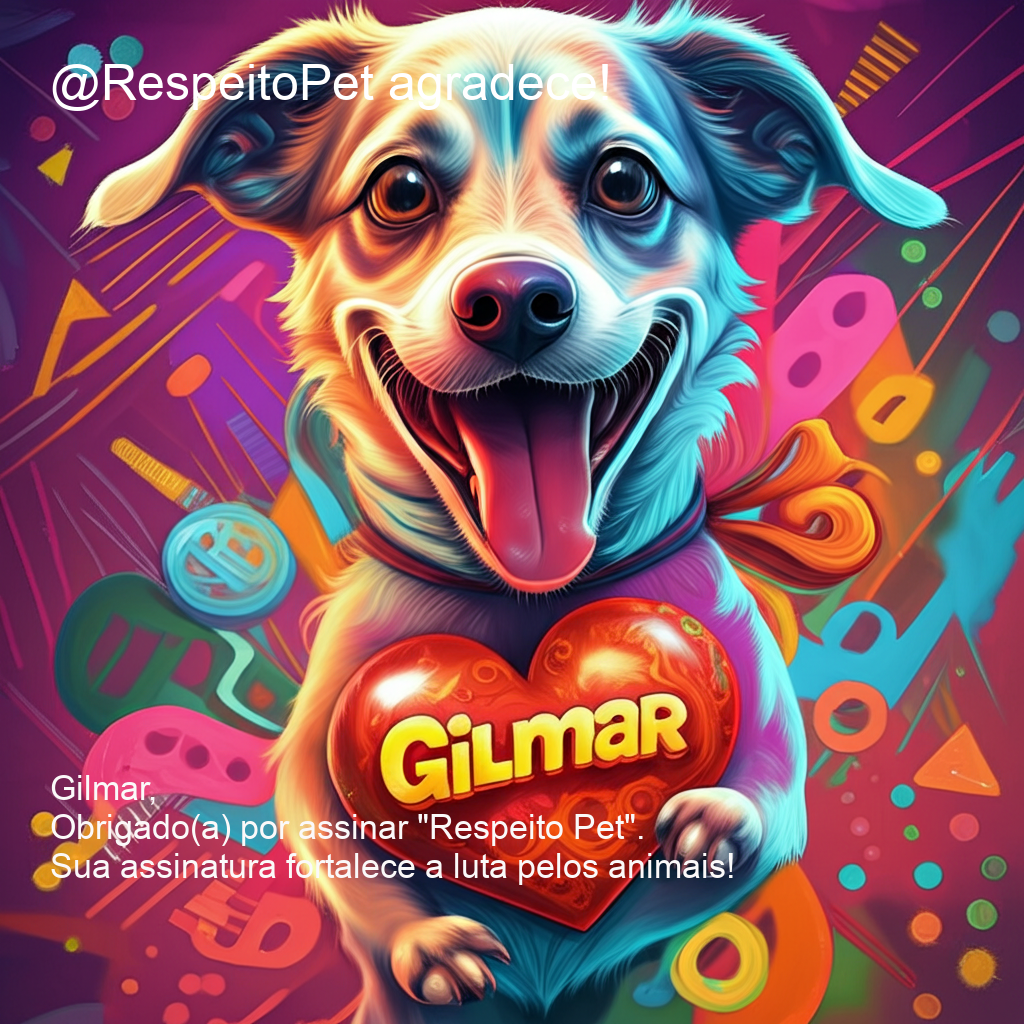 @RespeitoPet agradece!
GiLmaR
Gilmar,
Obrigado(a) por assinar "Respeito Pet".
Sua assinatura fortalece a luta pelos animais!